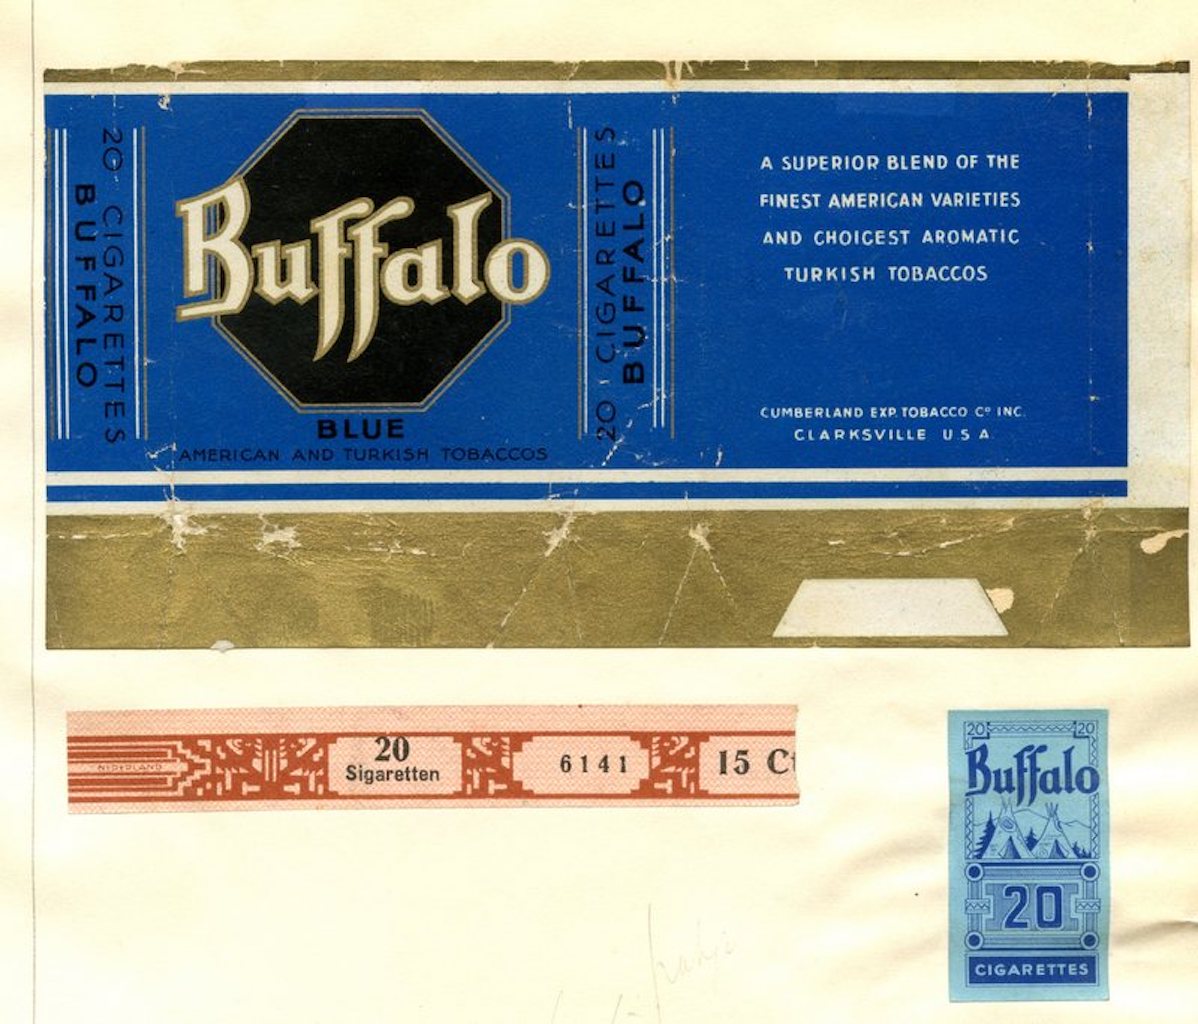 20 CIGARETTES
BUFFALO
Buffalo
BLUE
AMERICAN AND TURKISH TOBACCOS
20 CIGARETTES
BUFFALO
A SUPERIOR BLEND OF THE
FINEST AMERICAN VARIETIES
AND CHOICEST AROMATIC
TURKISH TOBACCOS
CUMBERLAND EXP. TOBACCO Cº INC.
CLARKSVILLE U S A
NEDERLAND
20
Sigaretten
6141
15 Ct
20 20
Buffalo
20
CIGARETTES